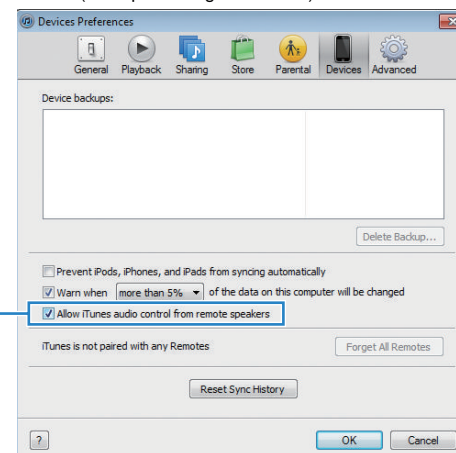 Devices Preferences
General Playback Sharing Store Parental Devices Advanced
Device backups:
Delete Backup...
Prevent iPods, iPhones, and iPads from syncing automatically
Warn when more than 5% of the data on this computer will be changed
Allow iTunes audio control from remote speakers
iTunes is not paired with any Remotes Forget All Remotes
Reset Sync History
? OK Cancel